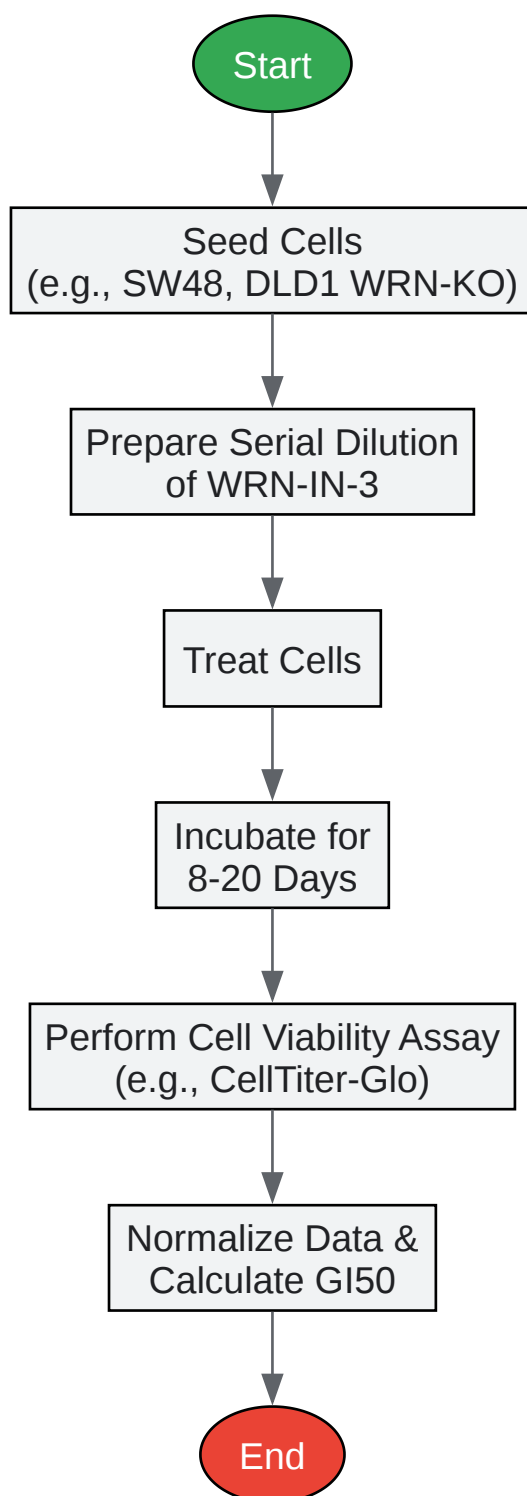 Start
Seed Cells
(e.g., SW48, DLD1 WRN-KO)
Prepare Serial Dilution
of WRN-IN-3
Treat Cells
Incubate for
8-20 Days
Perform Cell Viability Assay
(e.g., CellTiter-Glo)
Normalize Data &
Calculate GI50
End